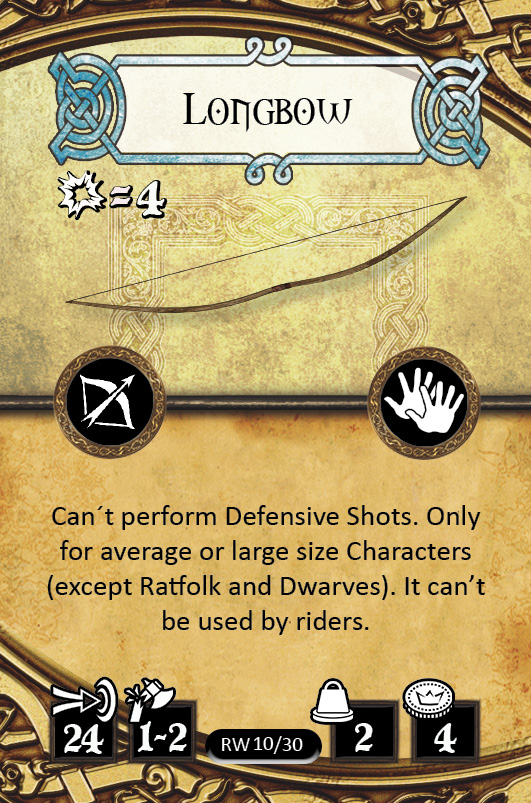 Longbow
=4
Can´t perform Defensive Shots. Only
for average or large size Characters
(except Ratfolk and Dwarves). It can’t
be used by riders.
24 1-2 RW 10/30 2 4